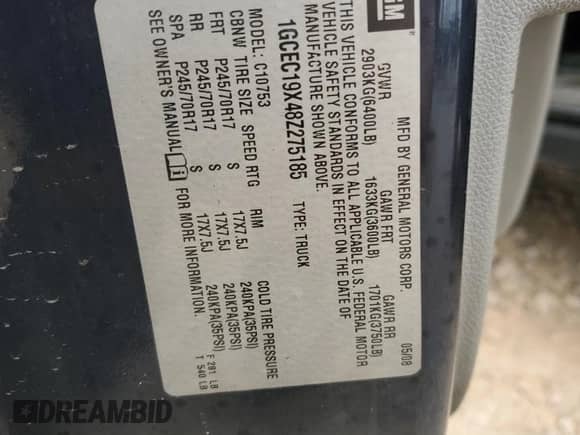 GM
MFD BY GENERAL MOTORS CORP 05/08
GVWR GAWR FRT GAWR RR
2903KG(6400LB) 1633KG(3600LB) 1701KG(3750LB)
THIS VEHICLE CONFORMS TO ALL APPLICABLE U.S. FEDERAL MOTOR
VEHICLE SAFETY STANDARDS IN EFFECT ON THE DATE OF
MANUFACTURE SHOWN ABOVE.
1GCEC19X48Z275185 TYPE: TRUCK
MODEL: C10753
CBNW TIRE SIZE SPEED RTG RIM COLD TIRE PRESSURE
FRT P245/70R17 S 17X7.5J 240KPA(35PSI)
RR P245/70R17 S 17X7.5J 240KPA(35PSI)
SPA P245/70R17 S 17X7.5J 240KPA(35PSI) F 291 LB
SEE OWNER'S MANUAL i FOR MORE INFORMATION. T 540 LB
DREAMBID